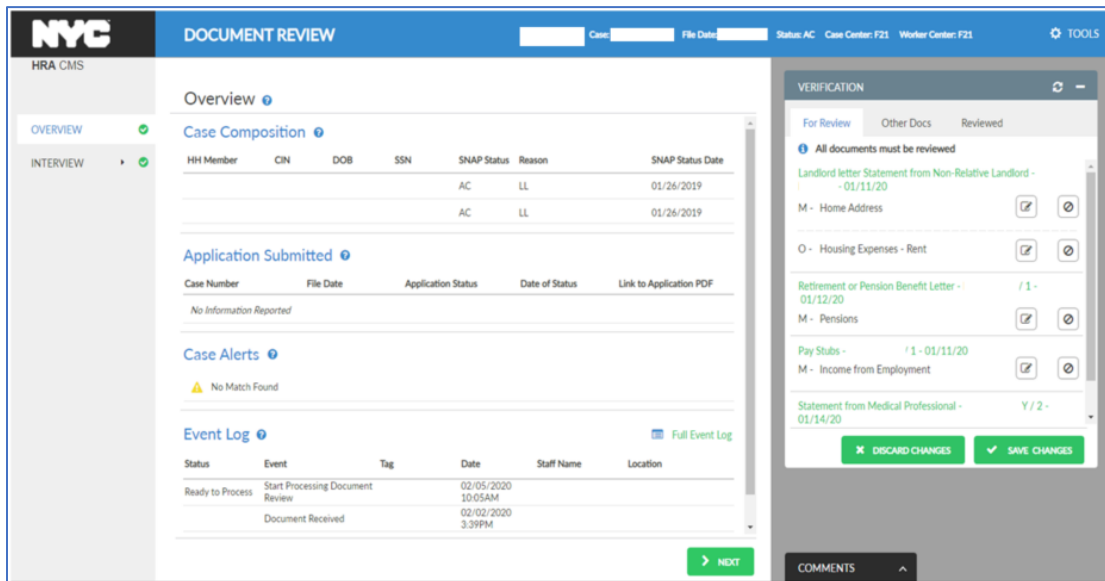 NYC
DOCUMENT REVIEW
Case:
File Date:
Status: AC Case Center: F21 Worker Center: F21
TOOLS
HRA CMS
OVERVIEW
INTERVIEW
Overview
Case Composition
HH Member CIN DOB SSN SNAP Status Reason SNAP Status Date
AC LL 01/26/2019
AC LL 01/26/2019
Application Submitted
Case Number File Date Application Status Date of Status Link to Application PDF
No Information Reported
Case Alerts
No Match Found
Event Log
Full Event Log
Status Event Tag Date Staff Name Location
Ready to Process Start Processing Document Review 02/05/2020 10:05AM
Document Received 02/02/2020 3:39PM
NEXT
VERIFICATION
For Review Other Docs Reviewed
All documents must be reviewed
Landlord letter Statement from Non-Relative Landlord -
- 01/11/20
M - Home Address
O - Housing Expenses - Rent
Retirement or Pension Benefit Letter - / 1 -
01/12/20
M - Pensions
Pay Stubs - / 1 - 01/11/20
M - Income from Employment
Statement from Medical Professional - Y / 2 -
01/14/20
DISCARD CHANGES
SAVE CHANGES
COMMENTS